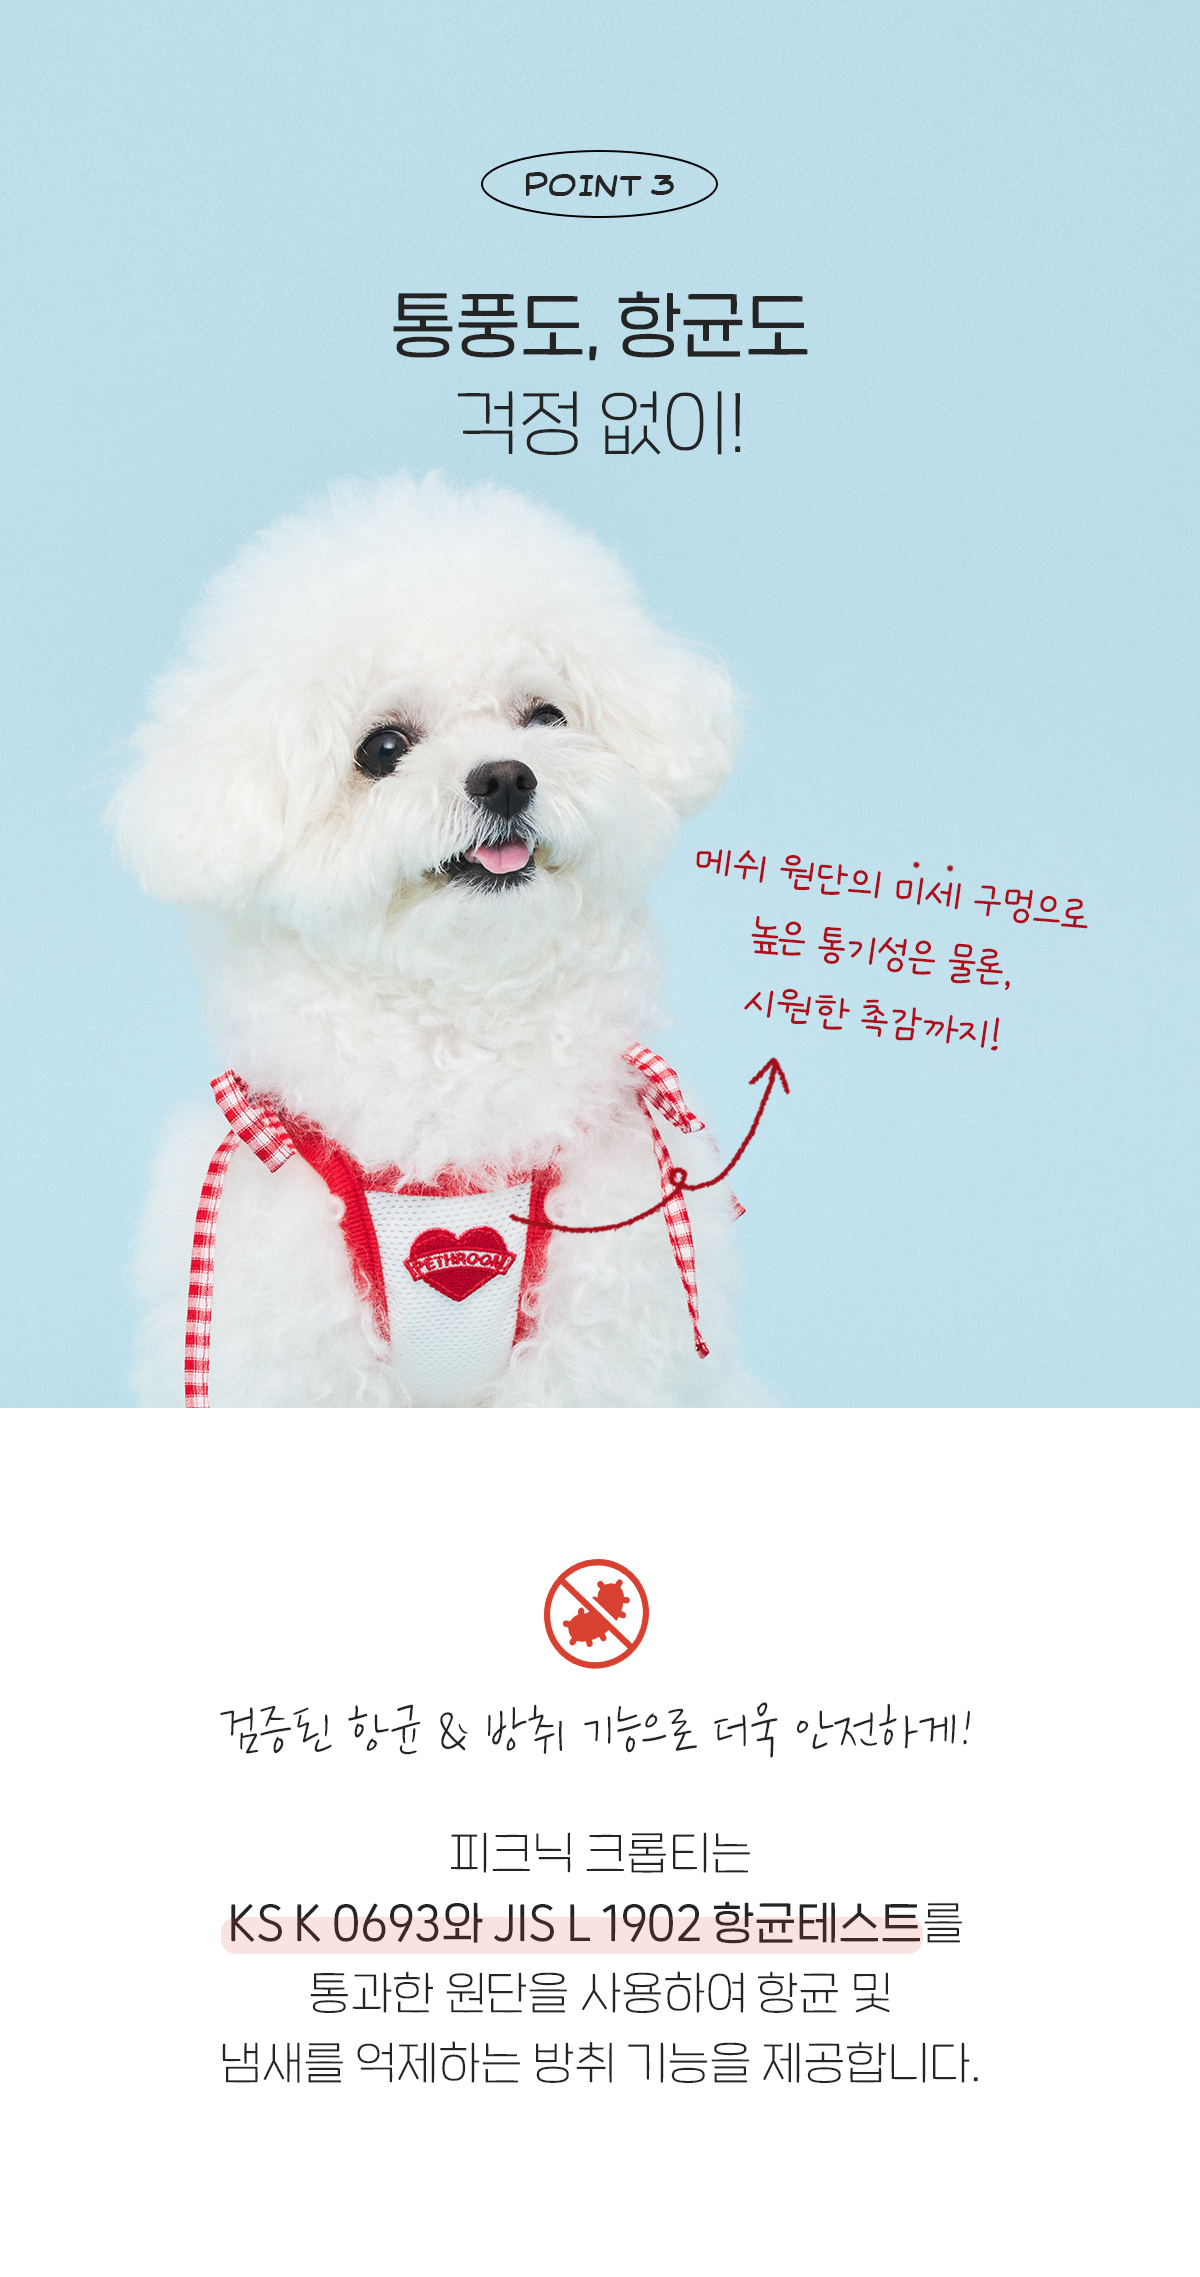 POINT 3
통풍도, 항균도
걱정 없이!
메쉬 원단의 미세 구멍으로
높은 통기성은 물론,
시원한 촉감까지!
PETHROOM
검증된 항균 & 방취 기능으로 더욱 안전하게!
피크닉 크롭티는
KS K 0693와 JIS L 1902 항균테스트를
통과한 원단을 사용하여 항균 및
냄새를 억제하는 방취 기능을 제공합니다.